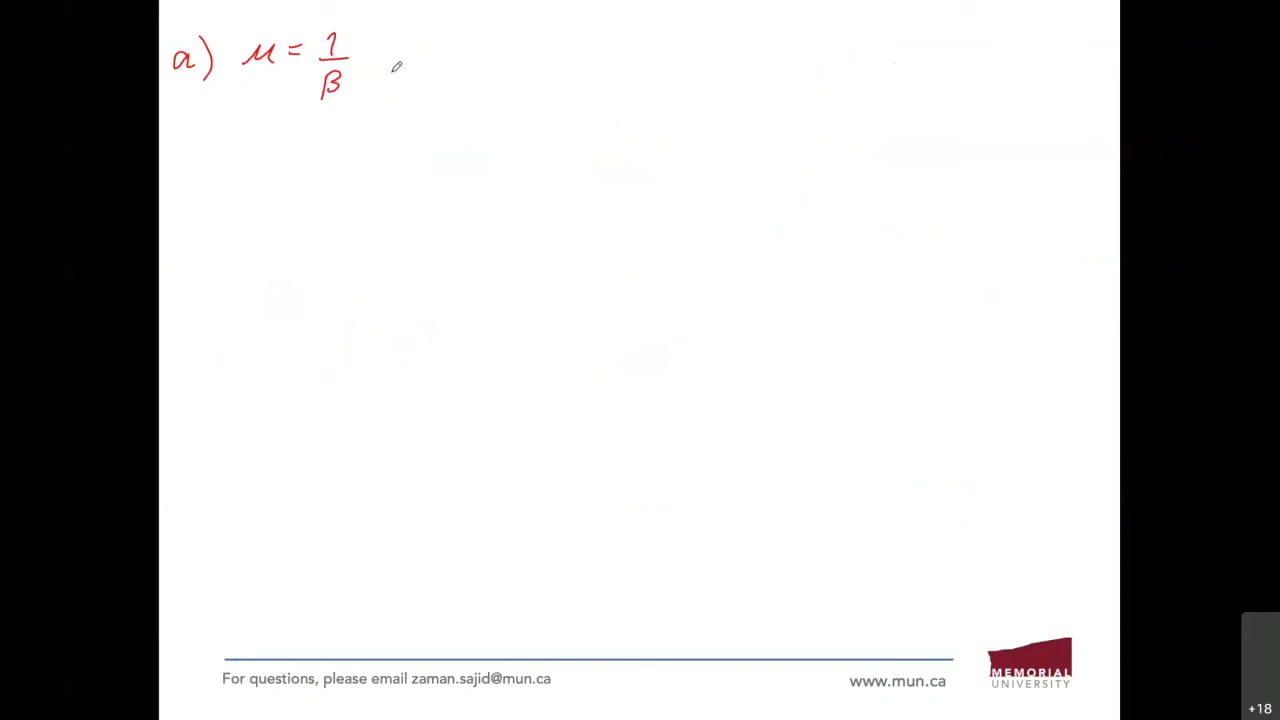 a) μ = 1/β
For questions, please email zaman.sajid@mun.ca
www.mun.ca
MEMORIAL
UNIVERSITY
+18